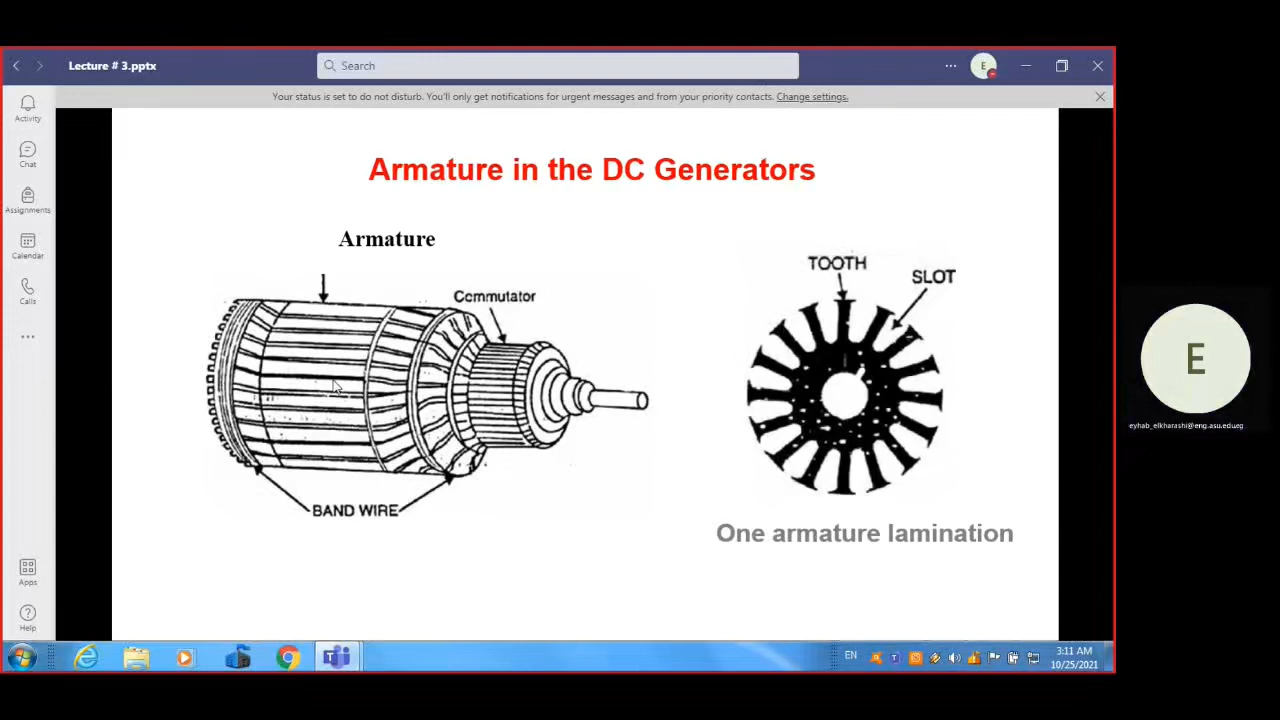 Lecture # 3.pptx
Search
E
Your status is set to do not disturb. You'll only get notifications for urgent messages and from your priority contacts. Change settings.
Activity
Chat
Assignments
Calendar
Calls
Apps
Help
Armature in the DC Generators
Armature
Commutator
BAND WIRE
TOOTH
SLOT
One armature lamination
E
eyhab_elkharashi@eng.asu.edu.eg
EN
3:11 AM
10/25/2021